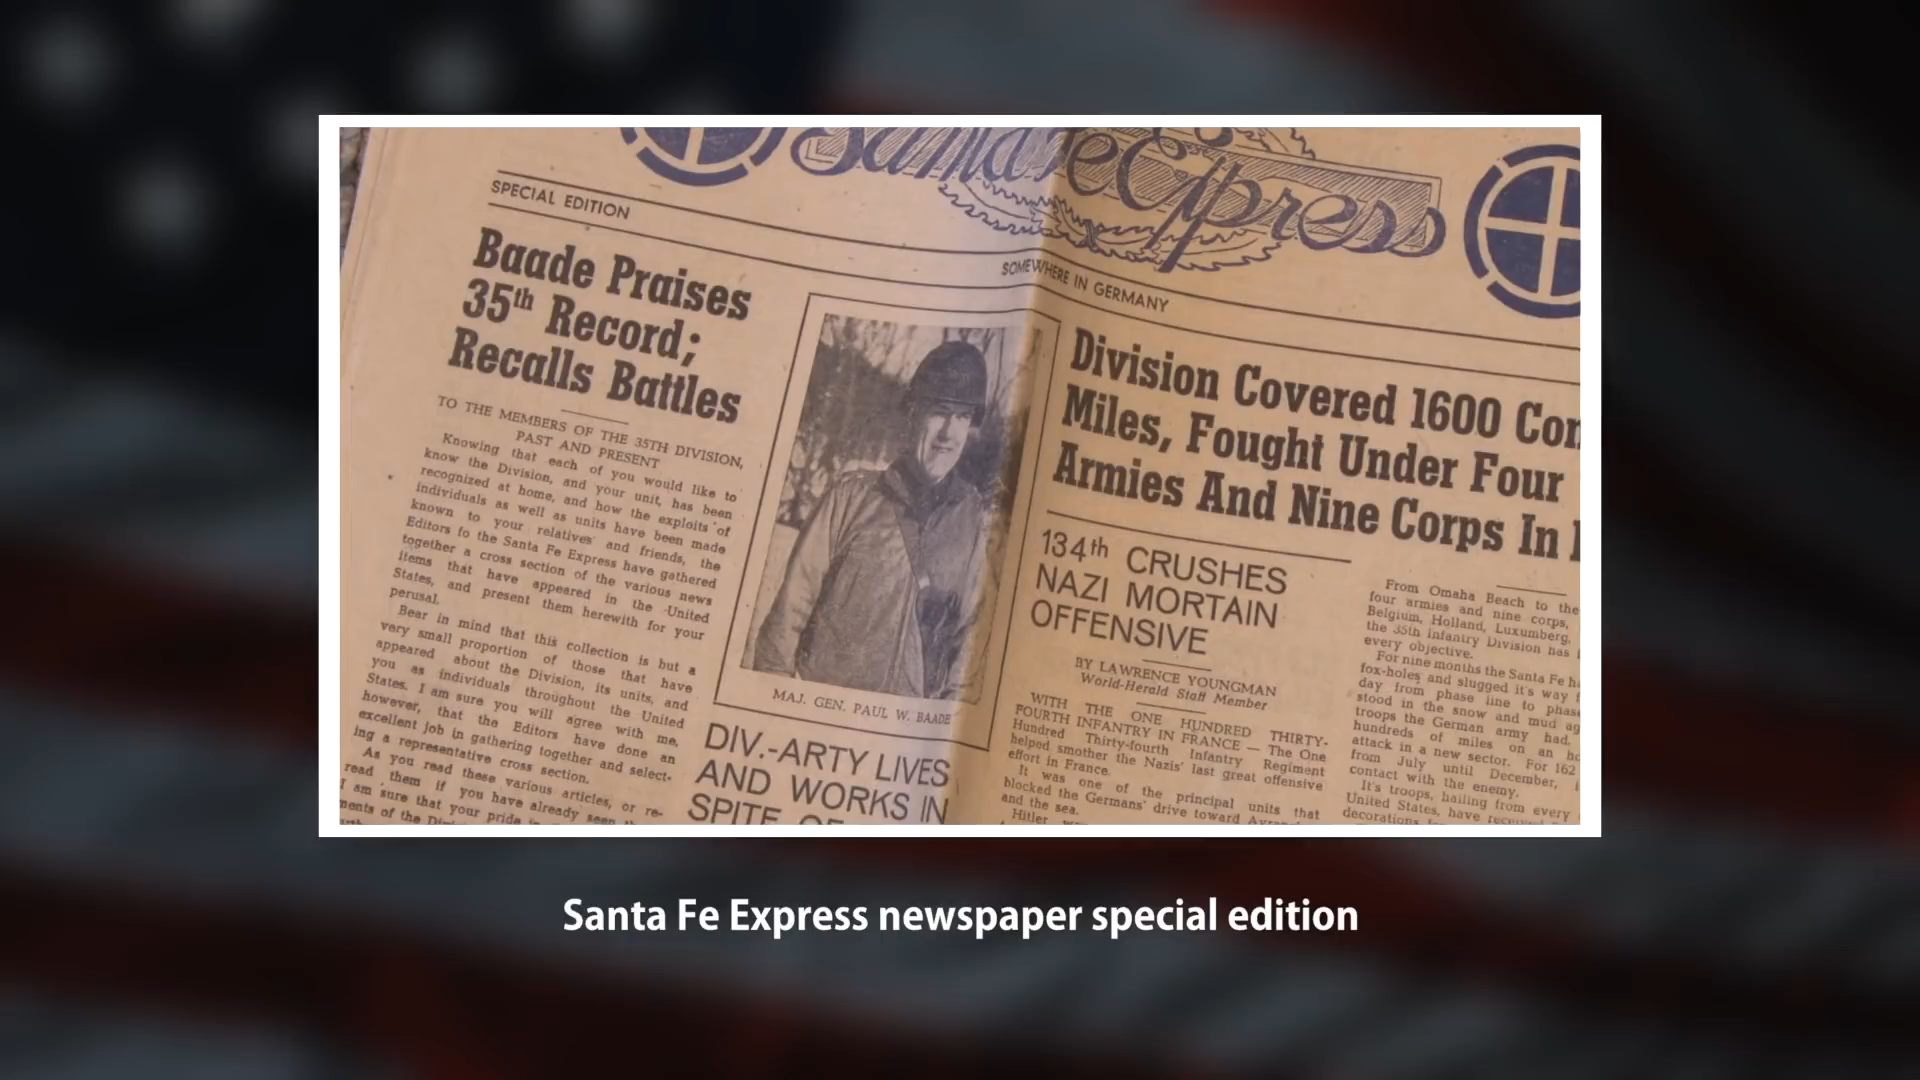 Santa Fe Express
SPECIAL EDITION
SOMEWHERE IN GERMANY
Baade Praises
35th Record;
Recalls Battles
TO THE MEMBERS OF THE 35TH DIVISION,
PAST AND PRESENT
Knowing that each of you would like to
know the Division, and your unit, has been
recognized at home, and how the exploits of
individuals as well as units have been made
known to your relatives and friends, the
Editors fo the Santa Fe Express have gathered
together a cross section of the various news
items that have appeared in the United
States, and present them herewith for your
perusal.
Bear in mind that this collection is but a
very small proportion of those that have
appeared about the Division, its units, and
you as individuals throughout the United
States. I am sure you will agree with me,
however, that the Editors have done an
excellent job in gathering together and select-
ing a representative cross section.
As you read these various articles, or re-
read them if you have already seen
I am sure that your pride
ments of the
MAJ. GEN. PAUL W. BAADE
DIV.-ARTY LIVES
AND WORKS IN
SPITE OF
Division Covered 1600
Miles, Fought Under Four
Armies And Nine Corps In
134th CRUSHES
NAZI MORTAIN
OFFENSIVE
BY LAWRENCE YOUNGMAN
World-Herald Staff Member
WITH THE ONE HUNDRED THIRTY-
FOURTH INFANTRY IN FRANCE — The One
Hundred Thirty-fourth Infantry Regiment
helped smother the Nazis' last great offensive
effort in France.
It was one of the principal units that
blocked the Germans' drive toward
and the sea.
Hitler
From Omaha Beach to the
four armies and nine corps,
Belgium, Holland, Luxumberg,
the 35th Infantry Division has
every objective.
For nine months the Santa Fe
fox-holes and slugged it's way
day from phase line to phase
stood in the snow and mud
troops the German army had,
hundreds of miles on an
attack in a new sector. For 162
from July until December,
contact with the enemy.
It's troops, hailing from every
United States, have received
decorations
Santa Fe Express newspaper special edition